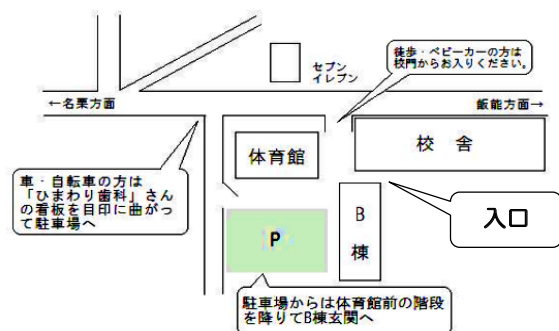 セブン
イレブン
徒歩・ベビーカーの方は
校門からお入りください。
←名栗方面
飯能方面→
体育館
校 舎
車・自転車の方は
「ひまわり歯科」さん
の看板を目印に曲がって
駐車場へ
B
棟
入口
P
駐車場からは体育館前の階段
を降りてB棟玄関へ